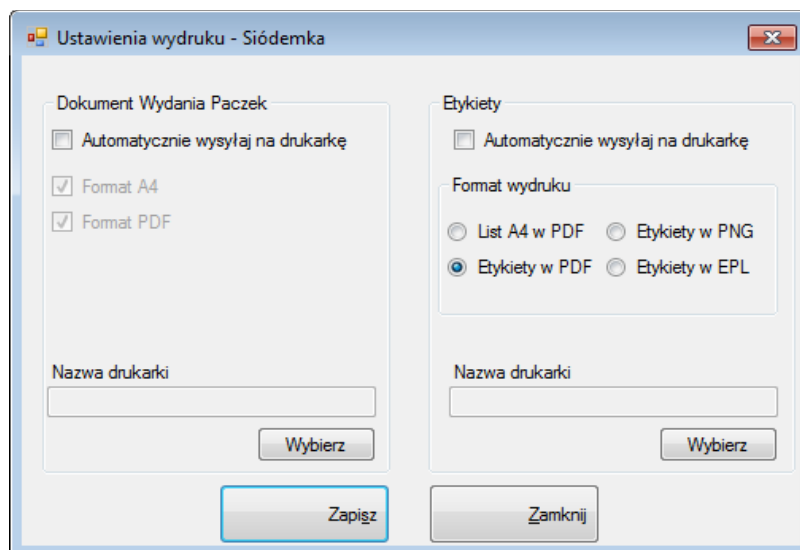 Ustawienia wydruku - Siódemka
Dokument Wydania Paczek
Automatycznie wysyłaj na drukarkę
Format A4
Format PDF
Nazwa drukarki
Wybierz
Etykiety
Automatycznie wysyłaj na drukarkę
Format wydruku
List A4 w PDF Etykiety w PNG
Etykiety w PDF Etykiety w EPL
Nazwa drukarki
Wybierz
Zapisz Zamknij